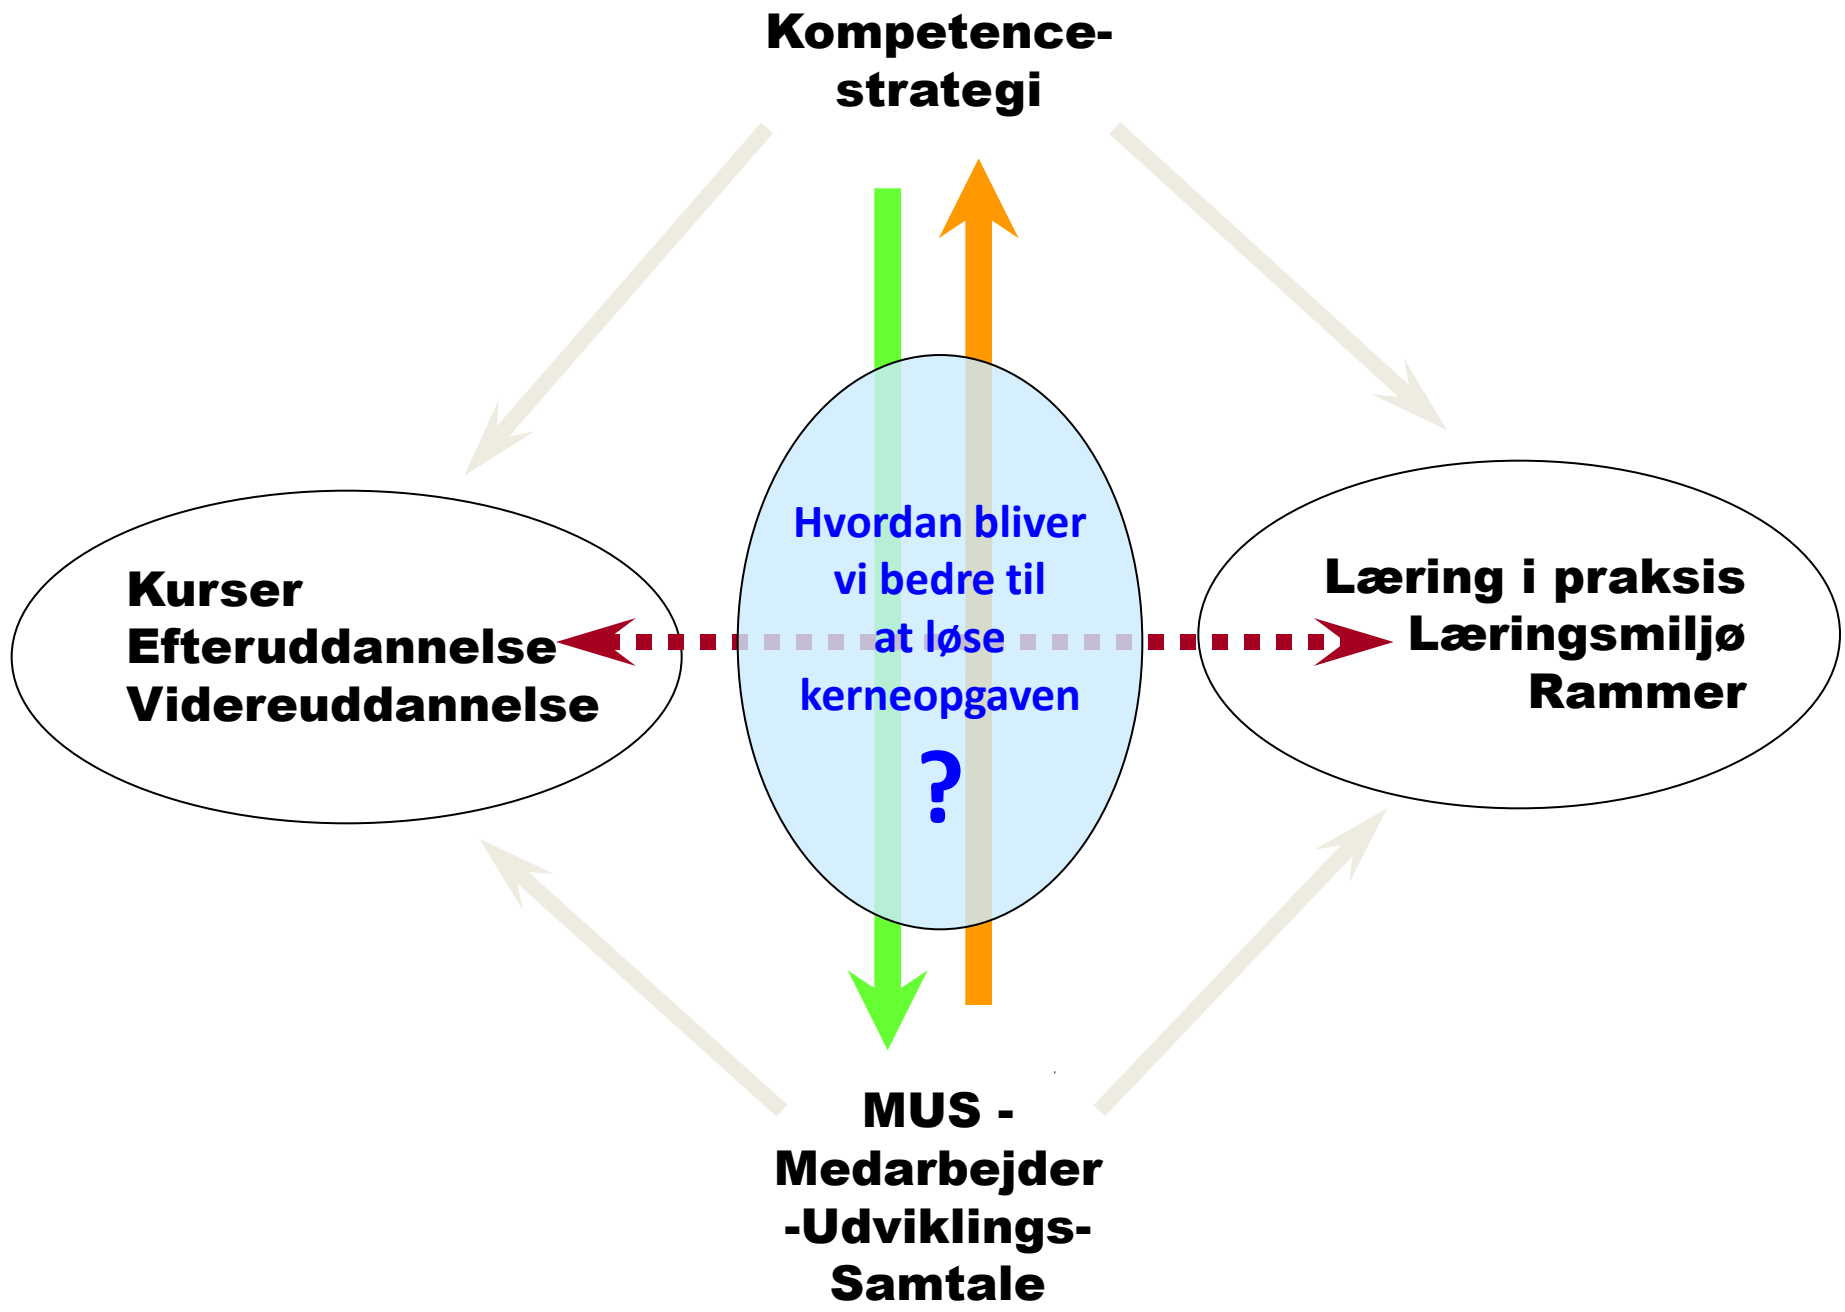 Kompetence-
strategi
Kurser
Efteruddannelse
Videreuddannelse
Hvordan bliver
vi bedre til
at løse
kerneopgaven
?
Læring i praksis
Læringsmiljø
Rammer
MUS -
Medarbejder
-Udviklings-
Samtale